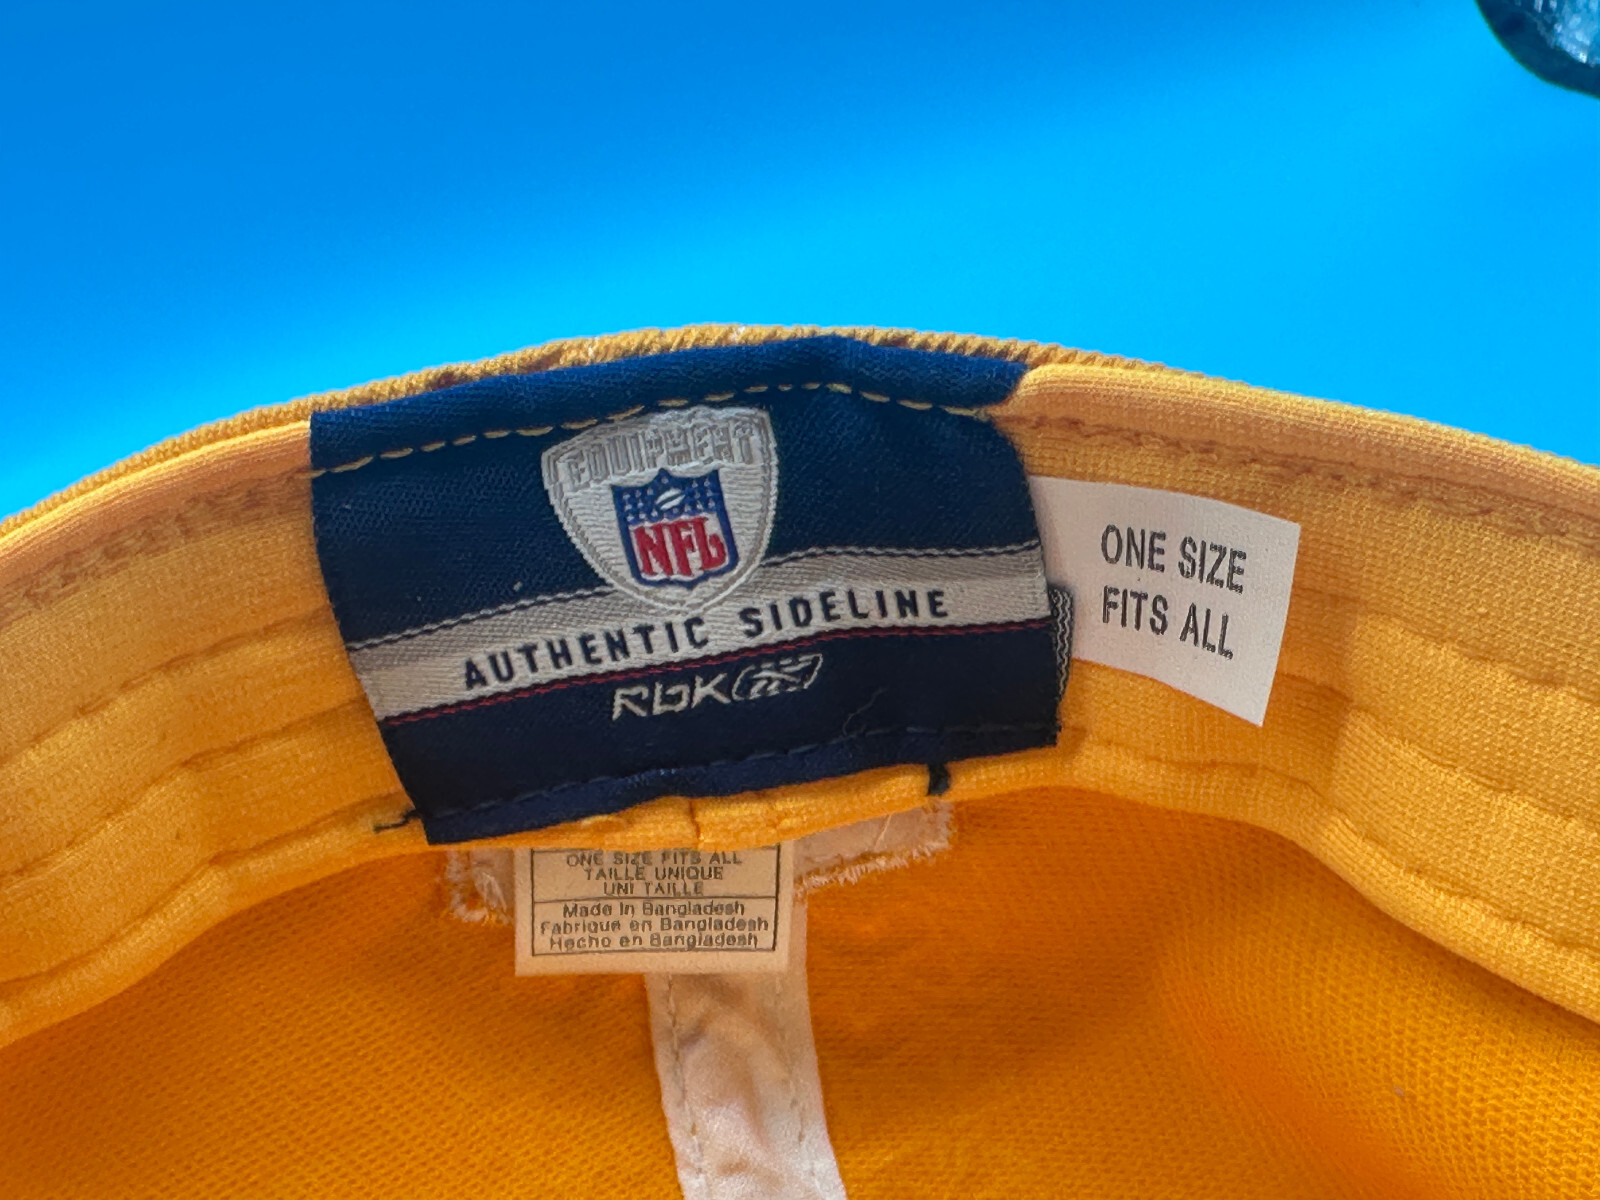 EQUIPMENT
NFL
AUTHENTIC SIDELINE
RBK
ONE SIZE
FITS ALL
ONE SIZE FITS ALL
TAILLE UNIQUE
UNI TAILLE
Made in Bangladesh
Fabriqué en Bangladesh
Hecho en Bangladesh